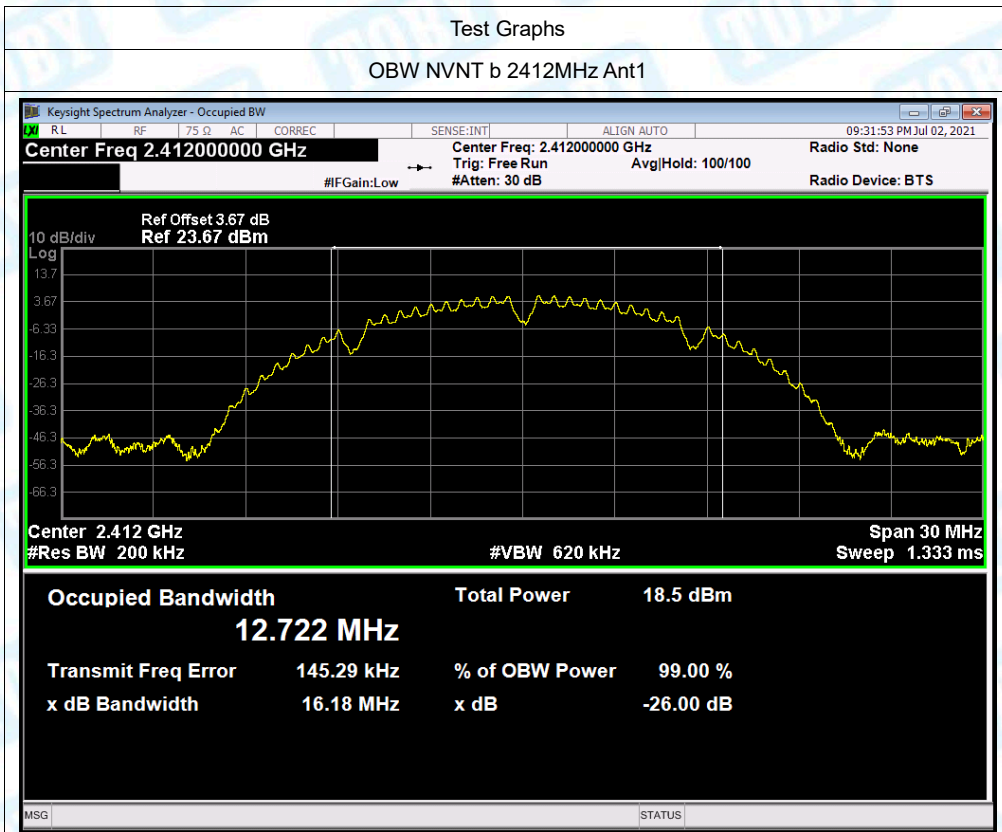 Test Graphs
OBW NVNT b 2412MHz Ant1
Keysight Spectrum Analyzer - Occupied BW
LXI RL RF 75 Ω AC CORREC SENSE:INT ALIGN AUTO 09:31:53 PM Jul 02, 2021
Center Freq 2.412000000 GHz Center Freq: 2.412000000 GHz Radio Std: None
Trig: Free Run Avg|Hold: 100/100
#IFGain:Low #Atten: 30 dB Radio Device: BTS
Ref Offset 3.67 dB
10 dB/div Ref 23.67 dBm
Log
13.7
3.67
-6.33
-16.3
-26.3
-36.3
-46.3
-56.3
-66.3
Center 2.412 GHz Span 30 MHz
#Res BW 200 kHz #VBW 620 kHz Sweep 1.333 ms
Occupied Bandwidth Total Power 18.5 dBm
12.722 MHz
Transmit Freq Error 145.29 kHz % of OBW Power 99.00 %
x dB Bandwidth 16.18 MHz x dB -26.00 dB
MSG STATUS
TOBY